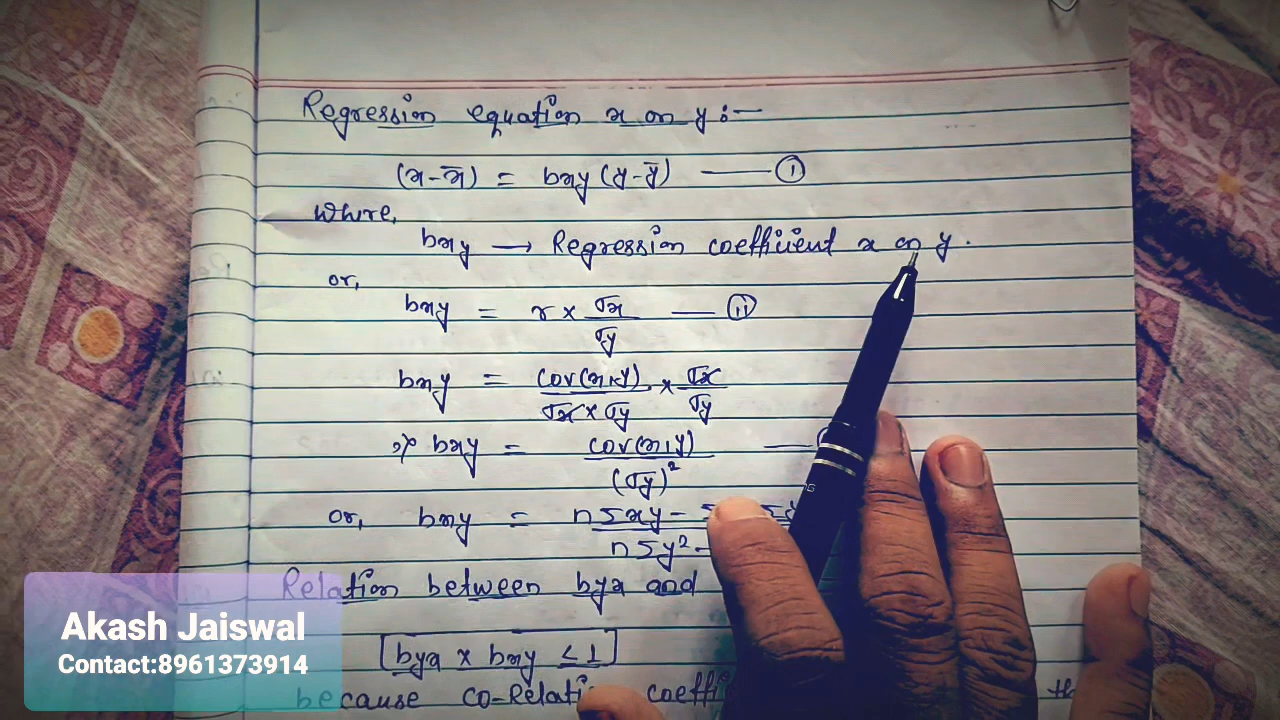 Regression equation x on y :-
(x-x̄) = bxy (y-ȳ) —— ①
where,
bxy → Regression coefficient x on y.
or,
bxy = r × σx / σy —— ⑪
bxy = cov(x,y) / σx × σy × σx / σy
% bxy = cov(x,y) / (σy)² ——
or, bxy = nΣxy - / nΣy² -
Relation between byx and
byx × bxy ≤ 1
because co-Relati coeffi
Akash Jaiswal
Contact:8961373914